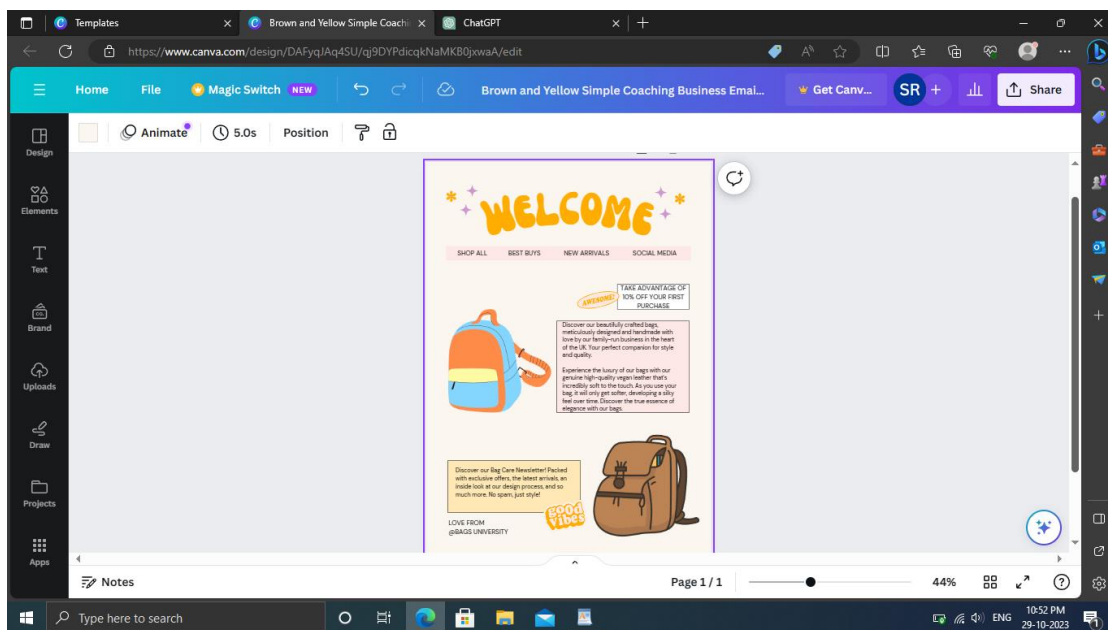 Templates
Brown and Yellow Simple Coachi
ChatGPT
https://www.canva.com/design/DAFyqJAq4SU/qj9DYPdicqkNaMKB0jxwaA/edit
Home File Magic Switch NEW Brown and Yellow Simple Coaching Business Emai... Get Canv... SR + Share
Animate 5.0s Position
Design
Elements
Text
Brand
Uploads
Draw
Projects
Apps
WELCOME
SHOP ALL BEST BUYS NEW ARRIVALS SOCIAL MEDIA
AWESOME!
TAKE ADVANTAGE OF
10% OFF YOUR FIRST
PURCHASE
Discover our beautifully crafted bags,
meticulously designed and handmade with
love by our family-run business in the heart
of the UK. Your perfect companion for style
and quality.
Experience the luxury of our bags with our
genuine high-quality vegan leather that's
incredibly soft to the touch. As you use your
bag, it will only get softer, developing a silky
feel over time. Discover the true essence of
elegance with our bags.
Discover our Bag Care Newsletter! Packed
with exclusive offers, the latest arrivals, an
inside look at our design process, and so
much more. No spam, just style!
good
vibes
LOVE FROM
@BAGS UNIVERSITY
Notes Page 1 / 1 44%
Type here to search
ENG
10:52 PM
29-10-2023